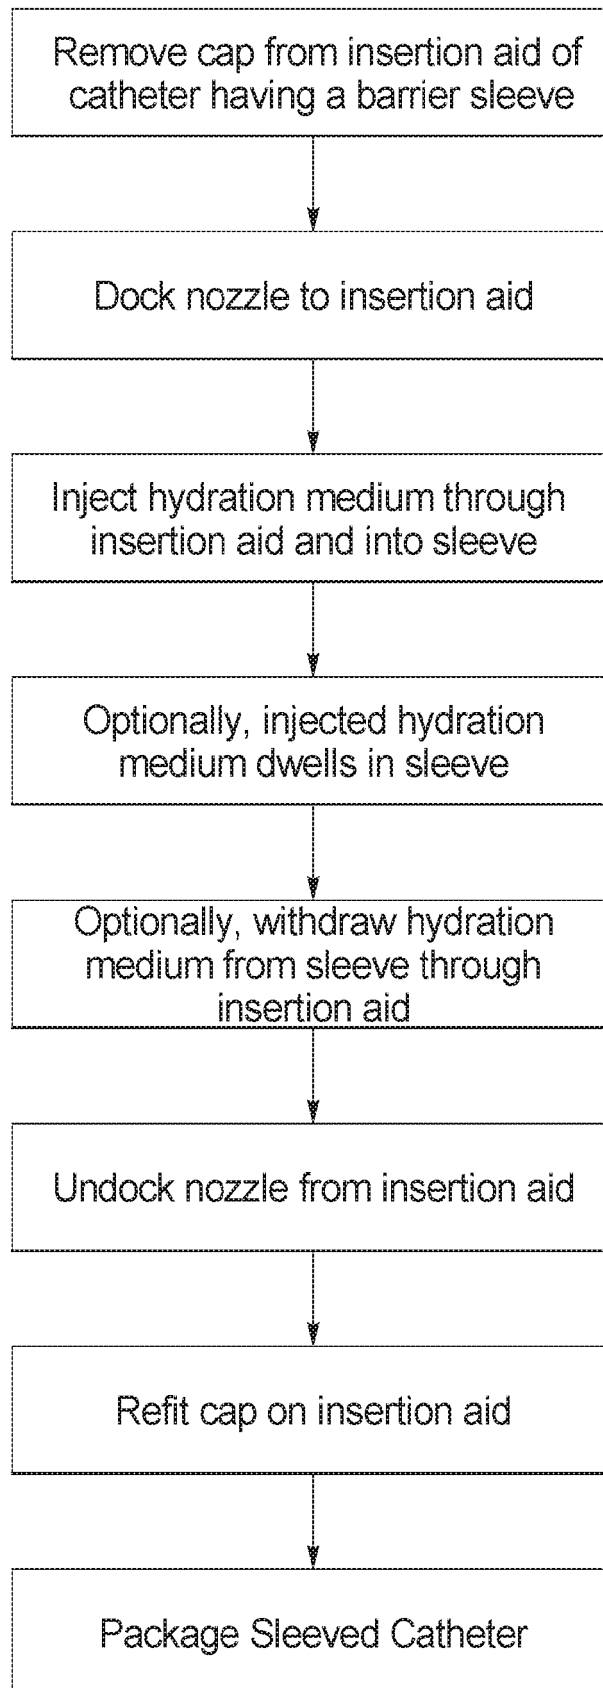 Remove cap from insertion aid of
catheter having a barrier sleeve
Dock nozzle to insertion aid
Inject hydration medium through
insertion aid and into sleeve
Optionally, injected hydration
medium dwells in sleeve
Optionally, withdraw hydration
medium from sleeve through
insertion aid
Undock nozzle from insertion aid
Refit cap on insertion aid
Package Sleeved Catheter